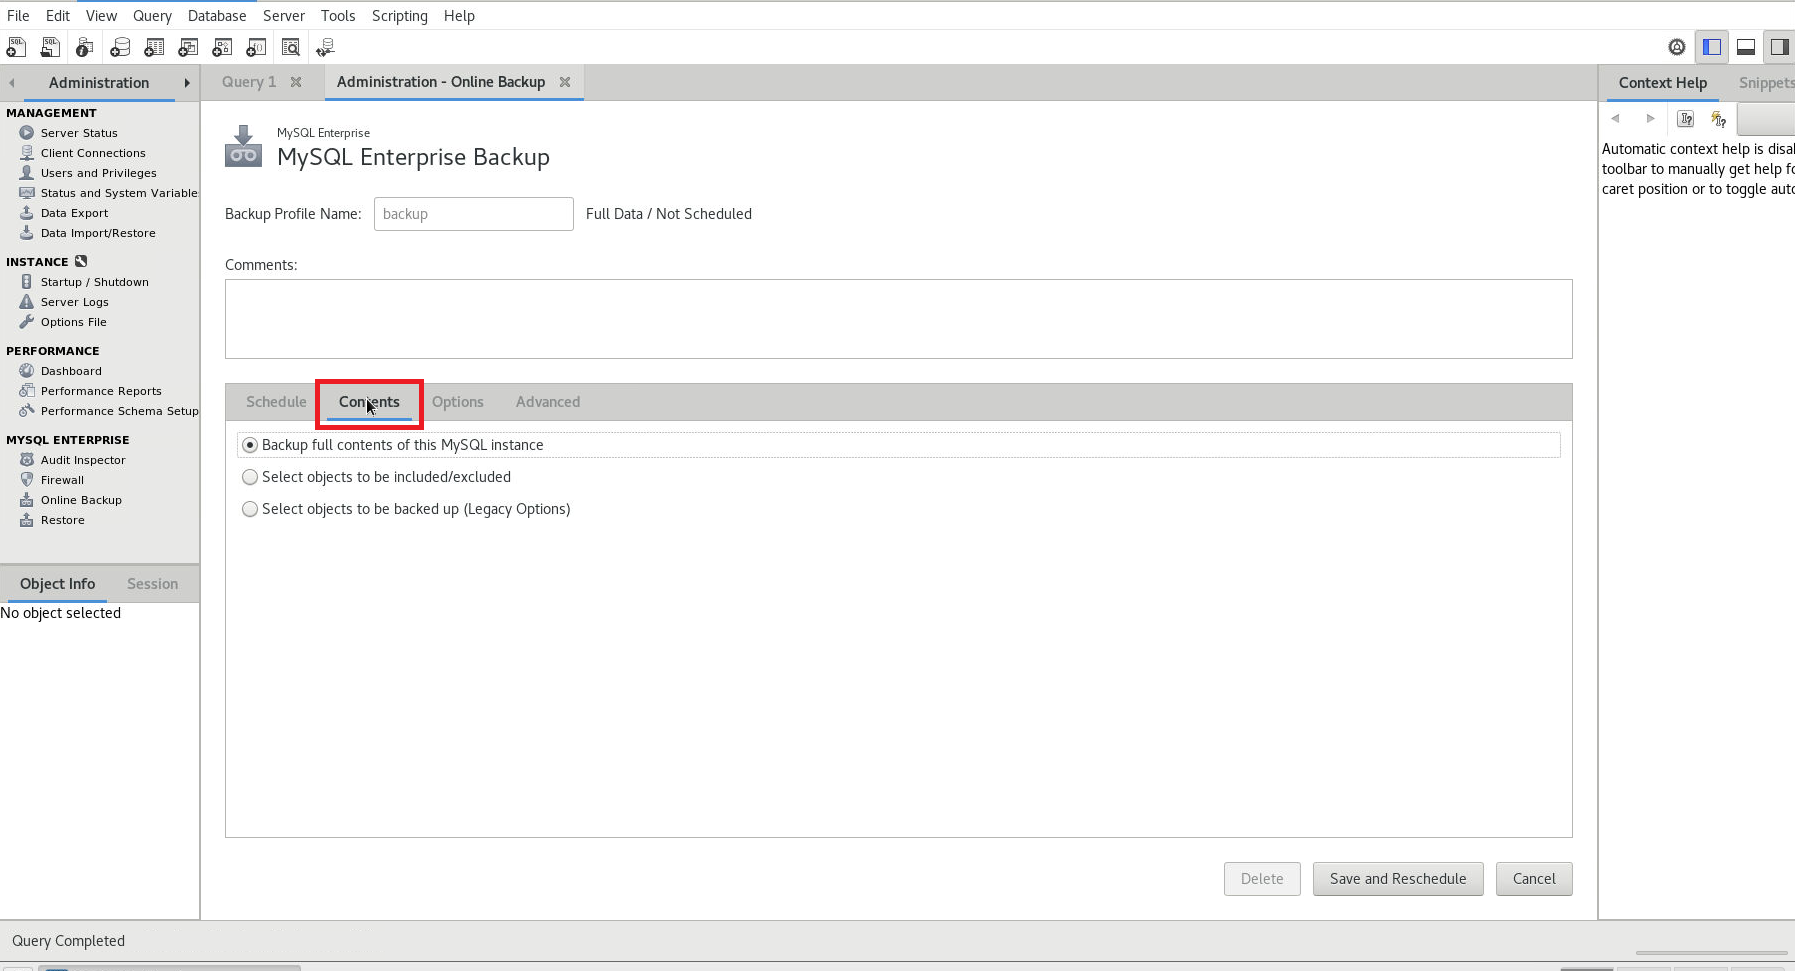 File Edit View Query Database Server Tools Scripting Help
Administration
Query 1
Administration - Online Backup
Context Help
Snippets
MANAGEMENT
Server Status
Client Connections
Users and Privileges
Status and System Variable
Data Export
Data Import/Restore
INSTANCE
Startup / Shutdown
Server Logs
Options File
PERFORMANCE
Dashboard
Performance Reports
Performance Schema Setup
MYSQL ENTERPRISE
Audit Inspector
Firewall
Online Backup
Restore
Object Info Session
No object selected
MySQL Enterprise
MySQL Enterprise Backup
Backup Profile Name: backup Full Data / Not Scheduled
Comments:
Schedule Contents Options Advanced
Backup full contents of this MySQL instance
Select objects to be included/excluded
Select objects to be backed up (Legacy Options)
Delete Save and Reschedule Cancel
Automatic context help is
toolbar to manually get help
caret position or to toggle
Query Completed